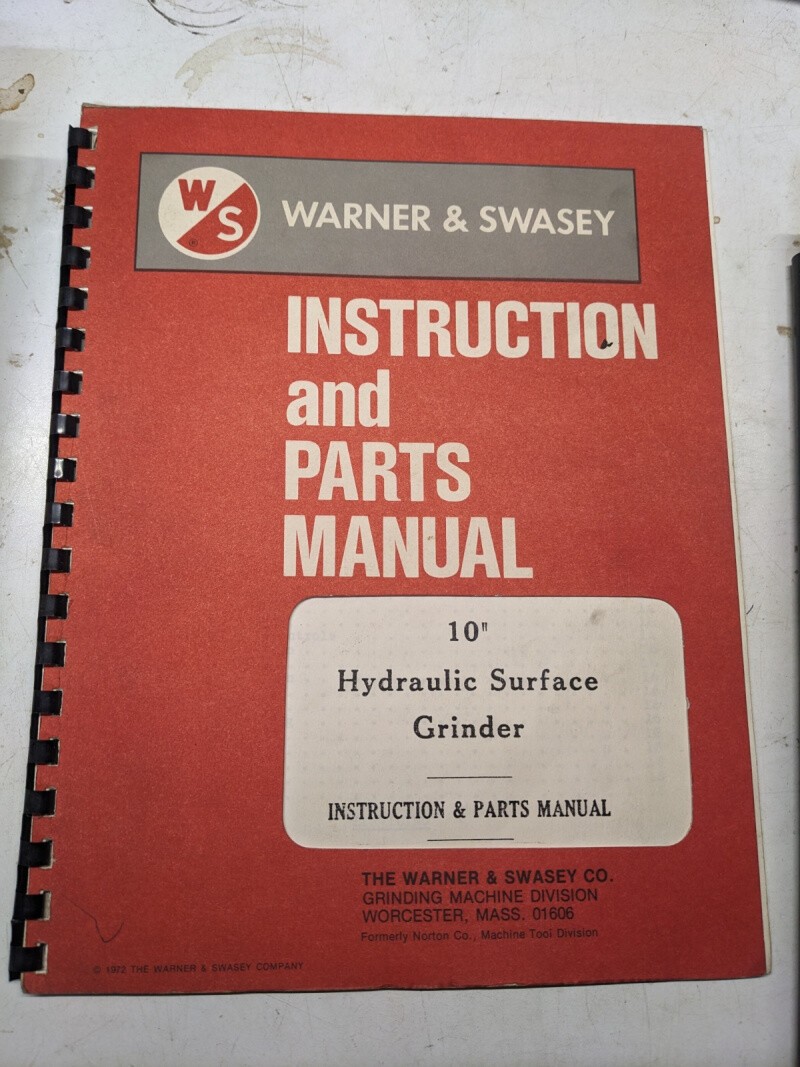 W
S
®
WARNER & SWASEY
INSTRUCTION
and
PARTS
MANUAL
10"
Hydraulic Surface
Grinder
INSTRUCTION & PARTS MANUAL
THE WARNER & SWASEY CO.
GRINDING MACHINE DIVISION
WORCESTER, MASS. 01606
Formerly Norton Co., Machine Tool Division
© 1972 THE WARNER & SWASEY COMPANY